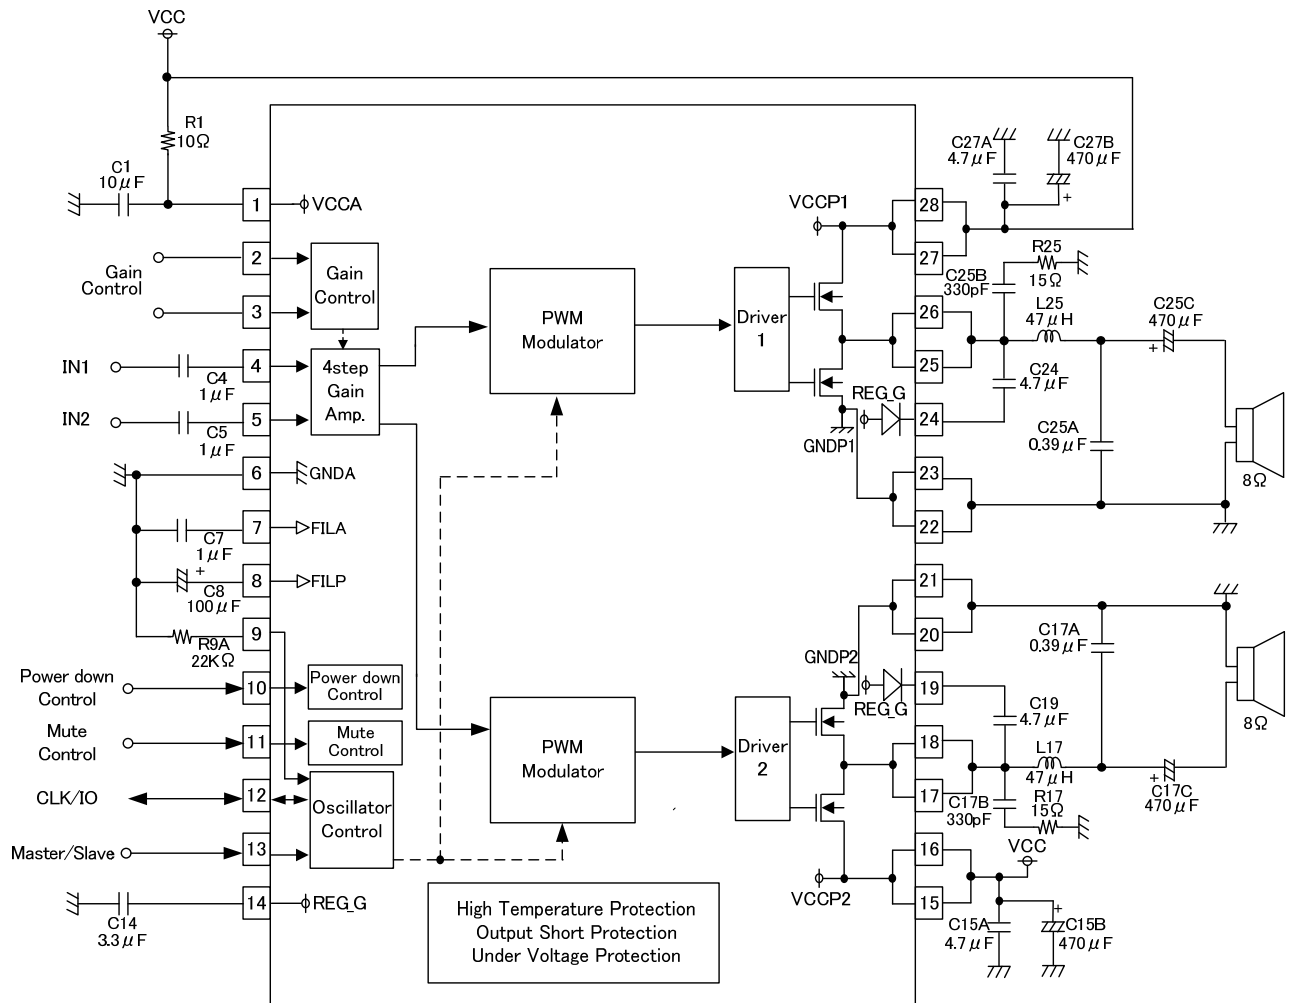 VCC
R1
10Ω
C1
10μF
1
VCCA
2
Gain
Control
3
Gain
Control
IN1
C4
1μF
4
IN2
C5
1μF
5
4step
Gain
Amp.
6
GNDA
C7
1μF
7
FILA
+
C8
100μF
8
FILP
R9A
22KΩ
9
Power down
Control
10
Power down
Control
Mute
Control
11
Mute
Control
CLK/IO
12
Oscillator
Control
Master/Slave
13
C14
3.3μF
14
REG_G
PWM
Modulator
PWM
Modulator
High Temperature Protection
Output Short Protection
Under Voltage Protection
Driver
1
VCCP1
GNDP1
REG_G
Driver
2
GNDP2
REG_G
VCCP2
28
27
26
25
24
23
22
21
20
19
18
17
16
15
C27A
4.7μF
C27B
470μF
+
R25
15Ω
C25B
330pF
L25
47μH
C25C
470μF
+
C24
4.7μF
C25A
0.39μF
8Ω
C17A
0.39μF
C19
4.7μF
8Ω
L17
47μH
+
C17C
470μF
R17
15Ω
C17B
330pF
VCC
C15A
4.7μF
+
C15B
470μF